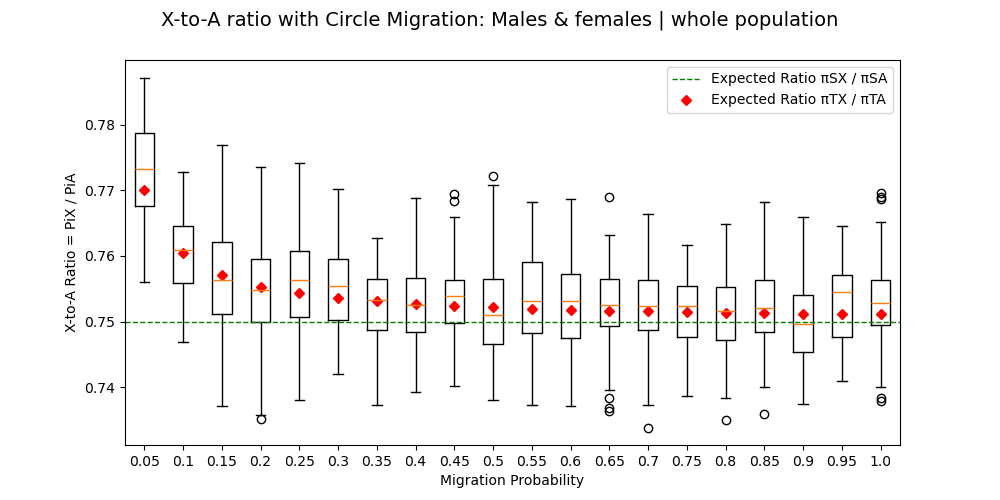 X-to-A ratio with Circle Migration: Males & females | whole population
Expected Ratio πSX / πSA
Expected Ratio πTX / πTA
X-to-A Ratio = PiX / PiA
0.78
0.77
0.76
0.75
0.74
0.05 0.1 0.15 0.2 0.25 0.3 0.35 0.4 0.45 0.5 0.55 0.6 0.65 0.7 0.75 0.8 0.85 0.9 0.95 1.0
Migration Probability